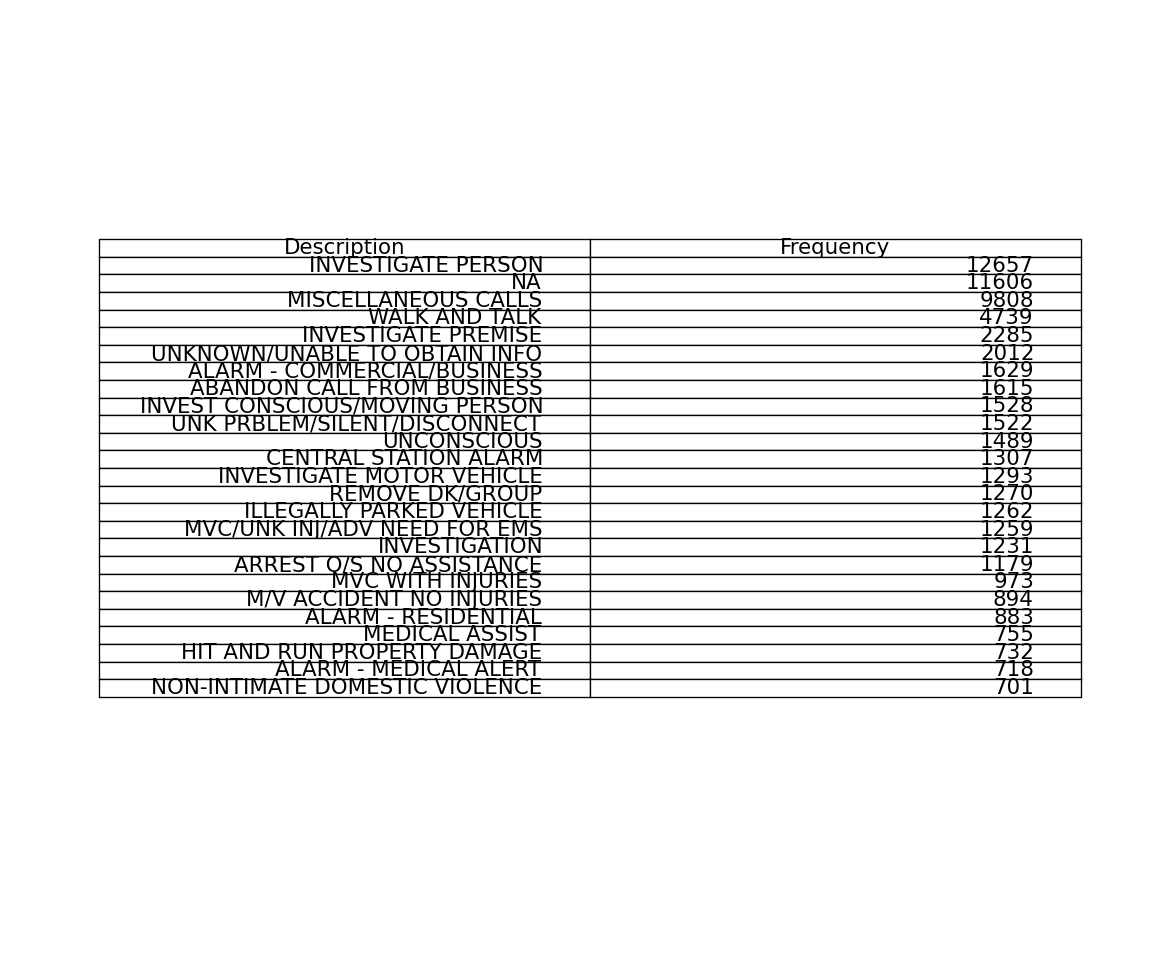 Description Frequency
INVESTIGATE PERSON 12657
NA 11606
MISCELLANEOUS CALLS 9808
WALK AND TALK 4739
INVESTIGATE PREMISE 2285
UNKNOWN/UNABLE TO OBTAIN INFO 2012
ALARM - COMMERCIAL/BUSINESS 1629
ABANDON CALL FROM BUSINESS 1615
INVEST CONSCIOUS/MOVING PERSON 1528
UNK PRBLEM/SILENT/DISCONNECT 1522
UNCONSCIOUS 1489
CENTRAL STATION ALARM 1307
INVESTIGATE MOTOR VEHICLE 1293
REMOVE DK/GROUP 1270
ILLEGALLY PARKED VEHICLE 1262
MVC/UNK INJ/ADV NEED FOR EMS 1259
INVESTIGATION 1231
ARREST O/S NO ASSISTANCE 1179
MVC WITH INJURIES 973
M/V ACCIDENT NO INJURIES 894
ALARM - RESIDENTIAL 883
MEDICAL ASSIST 755
HIT AND RUN PROPERTY DAMAGE 732
ALARM - MEDICAL ALERT 718
NON-INTIMATE DOMESTIC VIOLENCE 701